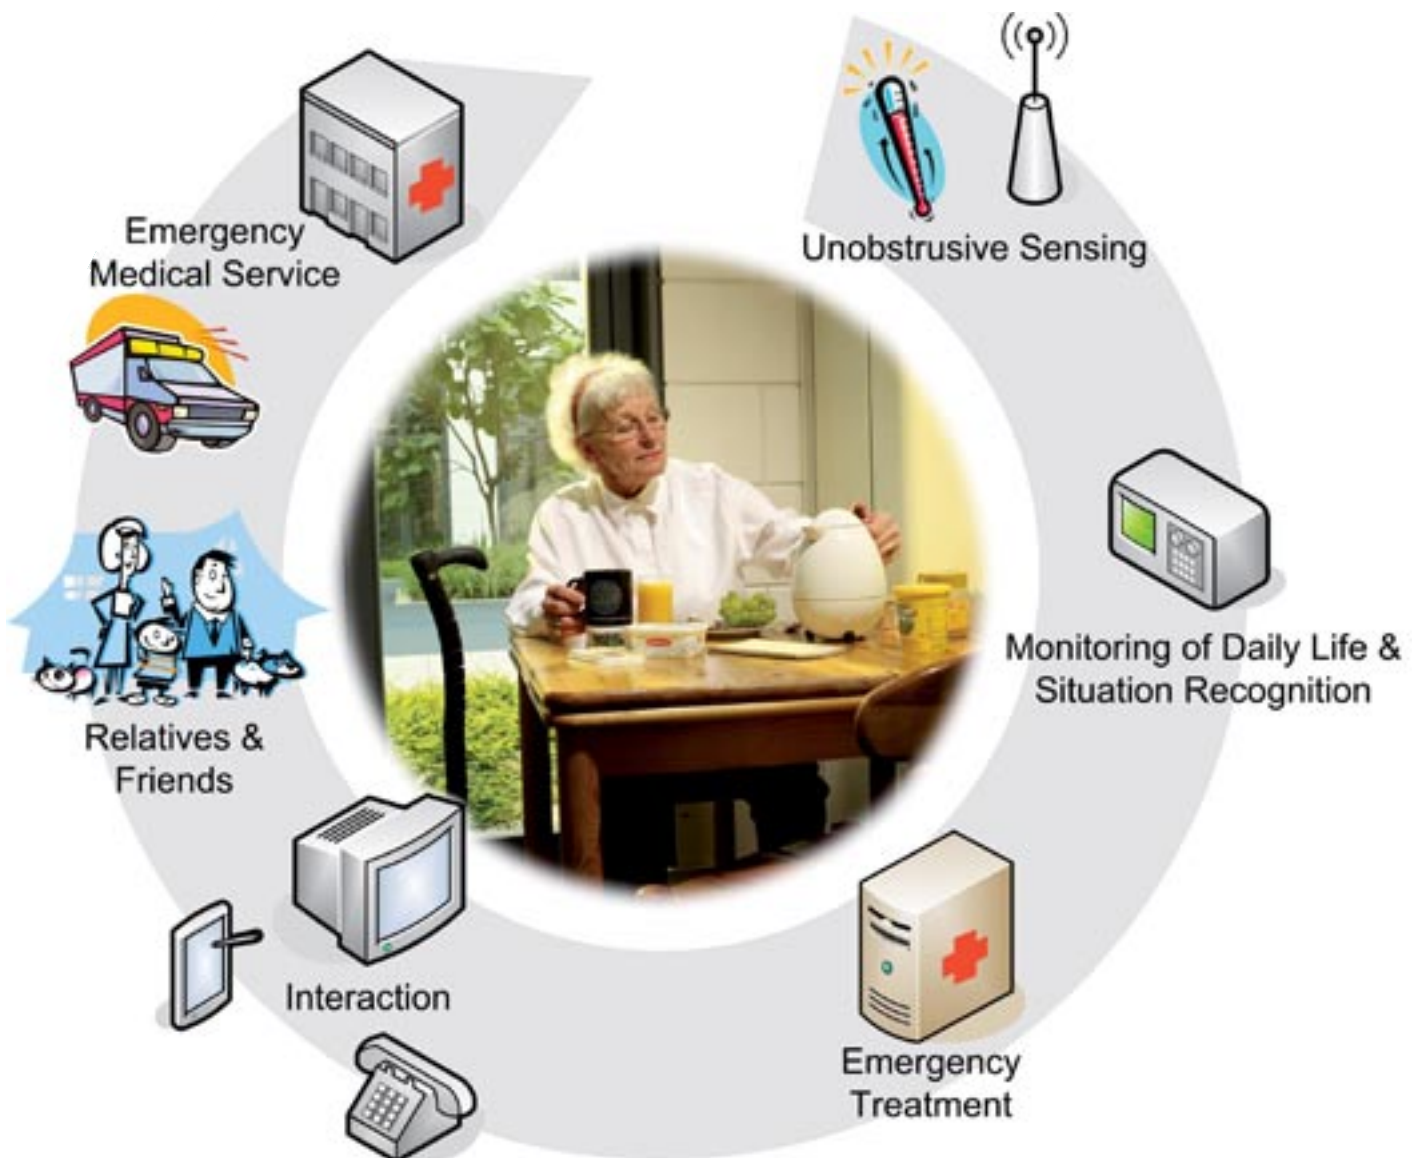 Emergency
Medical Service
Unobstrusive Sensing
Monitoring of Daily Life &
Situation Recognition
Relatives &
Friends
Interaction
Emergency
Treatment